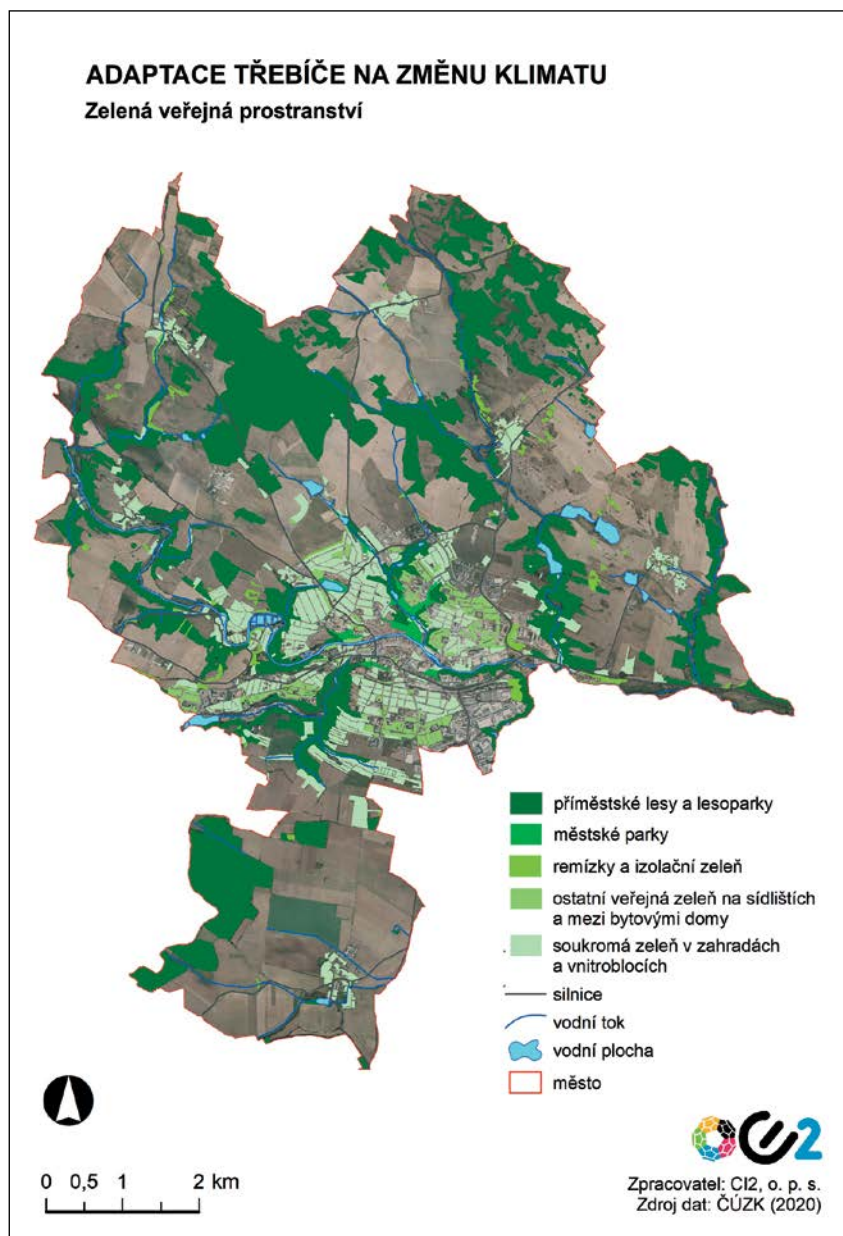 ADAPTACE TŘEBÍČE NA ZMĚNU KLIMATU
Zelená veřejná prostranství
příměstské lesy a lesoparky
městské parky
remízky a izolační zeleň
ostatní veřejná zeleň na sídlištích
a mezi bytovými domy
soukromá zeleň v zahradách
a vnitroblocích
silnice
vodní tok
vodní plocha
město
0 0,5 1 2 km
CI2
Zpracovatel: CI2, o. p. s.
Zdroj dat: ČÚZK (2020)